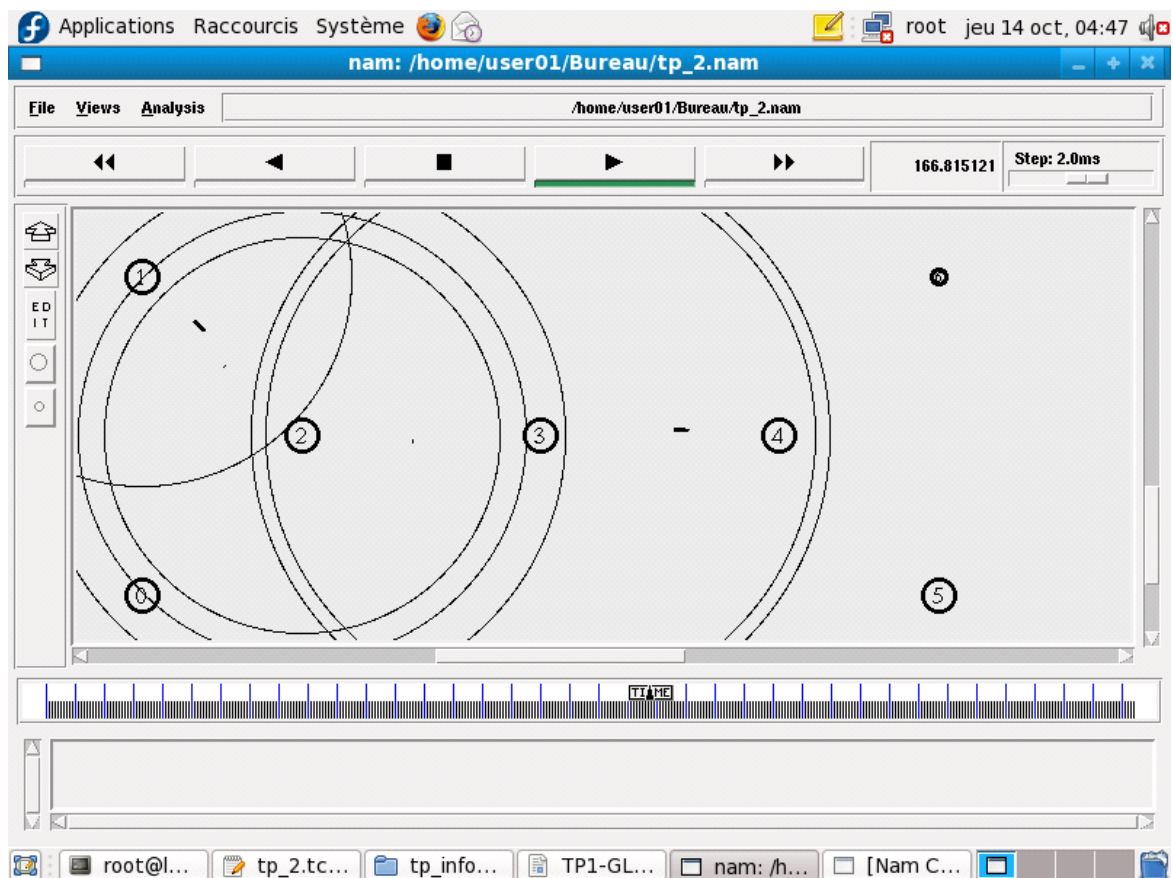 Applications Raccourcis Système root jeu 14 oct, 04:47
nam: /home/user01/Bureau/tp_2.nam
File Views Analysis /home/user01/Bureau/tp_2.nam
166.815121 Step: 2.0ms
ED
IT
1
2 3 4
0 5
TIME
root@l... tp_2.tc... tp_info... TP1-GL... nam: /h... [Nam C...